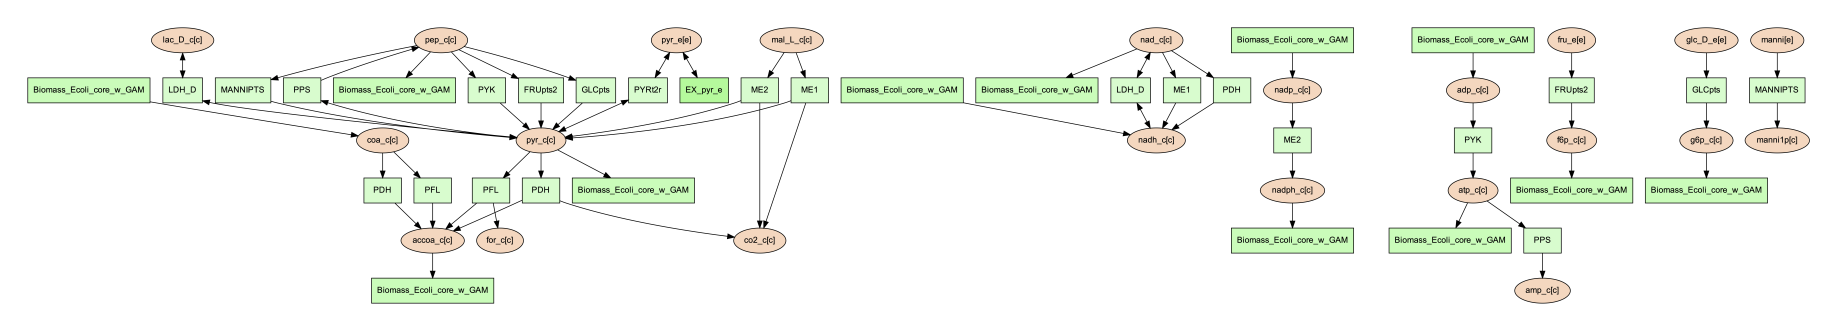 lac_D_c[c] pep_c[c] pyr_e[e] mal_L_c[c] nad_c[c] Biomass_Ecoli_core_w_GAM Biomass_Ecoli_core_w_GAM fru_e[e] glc_D_e[e] manni[e]
Biomass_Ecoli_core_w_GAM LDH_D MANNIPTS PPS Biomass_Ecoli_core_w_GAM PYK FRUpts2 GLCpts PYRt2r EX_pyr_e ME2 ME1 Biomass_Ecoli_core_w_GAM Biomass_Ecoli_core_w_GAM LDH_D ME1 PDH nadp_c[c] adp_c[c] FRUpts2 GLCpts MANNIPTS
coa_c[c] pyr_c[c] nadh_c[c] ME2 PYK f6p_c[c] g6p_c[c] manni1p[c]
PDH PFL PFL PDH Biomass_Ecoli_core_w_GAM nadph_c[c] atp_c[c] Biomass_Ecoli_core_w_GAM Biomass_Ecoli_core_w_GAM
accoa_c[c] for_c[c] co2_c[c] Biomass_Ecoli_core_w_GAM Biomass_Ecoli_core_w_GAM PPS
Biomass_Ecoli_core_w_GAM amp_c[c]